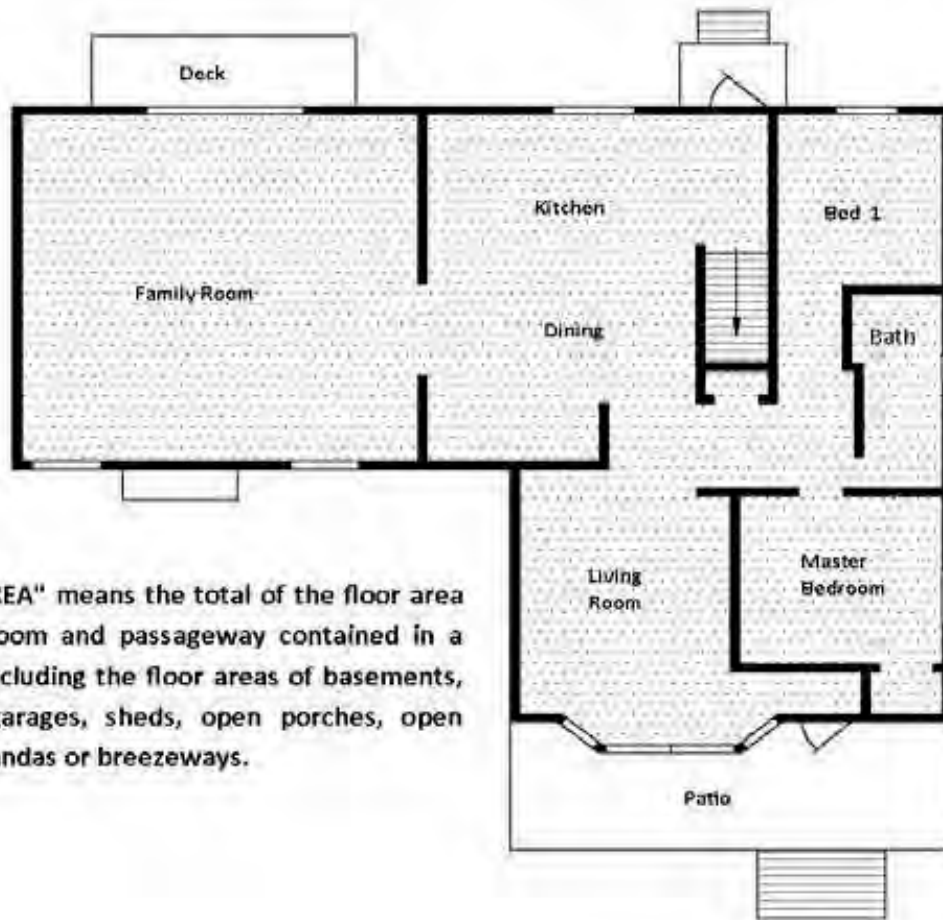 Deck
Kitchen
Bed 1
Family Room
Dining
Bath
Living
Room
Master
Bedroom
REA" means the total of the floor area
oom and passageway contained in a
cluding the floor areas of basements,
arages, sheds, open porches, open
ndas or breezeways.
Patio